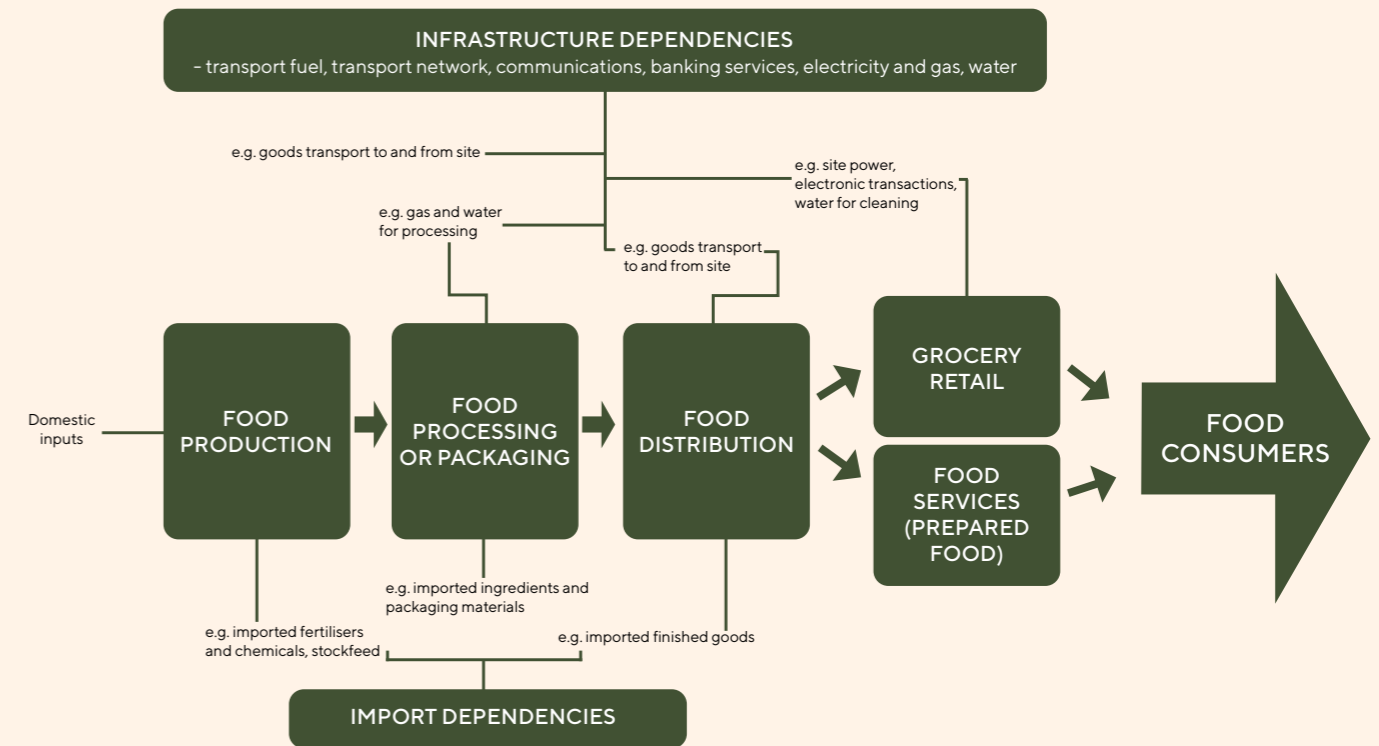 INFRASTRUCTURE DEPENDENCIES
– transport fuel, transport network, communications, banking services, electricity and gas, water
e.g. goods transport to and from site
e.g. site power,
electronic transactions,
water for cleaning
e.g. gas and water
for processing
e.g. goods transport
to and from site
Domestic
inputs
FOOD
PRODUCTION
FOOD
PROCESSING
OR PACKAGING
FOOD
DISTRIBUTION
GROCERY
RETAIL
FOOD
SERVICES
(PREPARED
FOOD)
FOOD
CONSUMERS
e.g. imported ingredients and
packaging materials
e.g. imported fertilisers
and chemicals, stockfeed
e.g. imported finished goods
IMPORT DEPENDENCIES